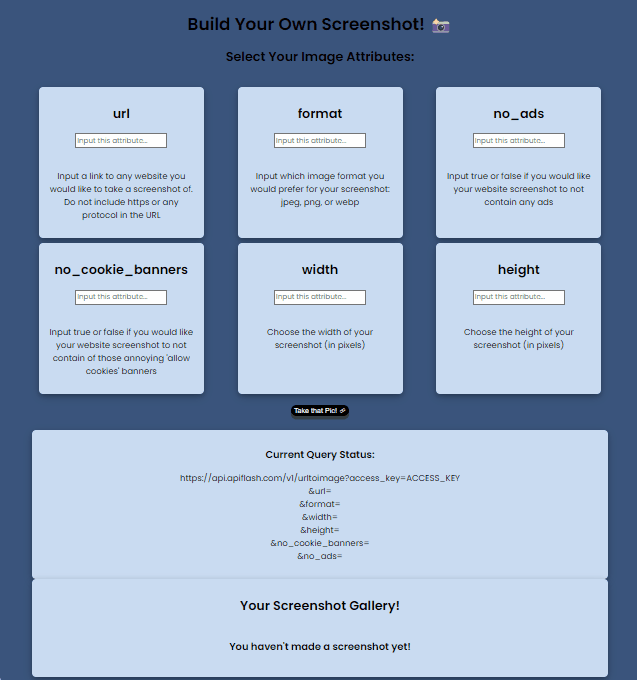 Build Your Own Screenshot! 📸
Select Your Image Attributes:
url
Input this attribute...
Input a link to any website you
would like to take a screenshot of.
Do not include https or any
protocol in the URL
format
Input this attribute...
Input which image format you
would prefer for your screenshot:
jpeg, png, or webp
no_ads
Input this attribute...
Input true or false if you would like
your website screenshot to not
contain any ads
no_cookie_banners
Input this attribute...
Input true or false if you would like
your website screenshot to not
contain of those annoying 'allow
cookies' banners
width
Input this attribute...
Choose the width of your
screenshot (in pixels)
height
Input this attribute...
Choose the height of your
screenshot (in pixels)
Take that Pic!
Current Query Status:
https://api.apiflash.com/v1/urltoimage?access_key=ACCESS_KEY
&url=
&format=
&width=
&height=
&no_cookie_banners=
&no_ads=
Your Screenshot Gallery!
You haven't made a screenshot yet!